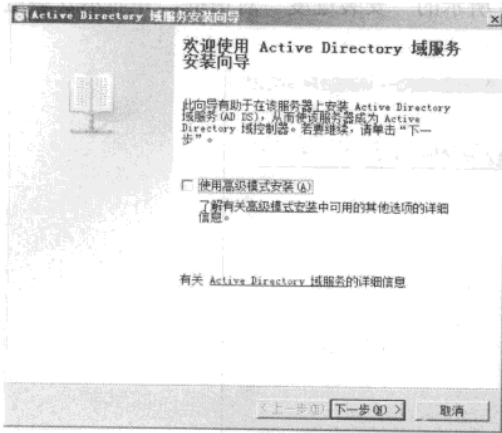 Active Directory 域服务安装向导
欢迎使用 Active Directory 域服务
安装向导
此向导有助于在该服务器上安装 Active Directory
域服务(AD DS)，从而使该服务器成为 Active
Directory 域控制器。若要继续，请单击“下一
步”。
使用高级模式安装(A)
了解有关高级模式安装中可用的其他选项的详细
信息。
有关 Active Directory 域服务的详细信息
<上一步(B) 下一步(N) > 取消